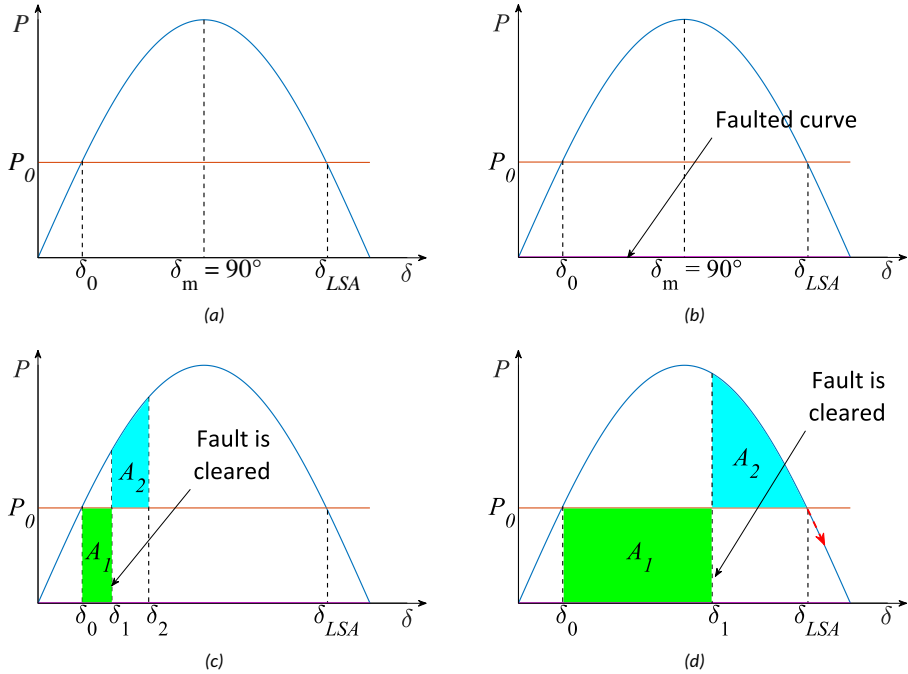 P
P0
δ0
δm = 90°
δLSA
δ
(a)
P
Faulted curve
P0
δ0
δm = 90°
δLSA
δ
(b)
P
Fault is
cleared
A2
P0
A1
δ0
δ1
δ2
δLSA
δ
(c)
P
Fault is
cleared
A2
P0
A1
δ0
δ1
δLSA
δ
(d)